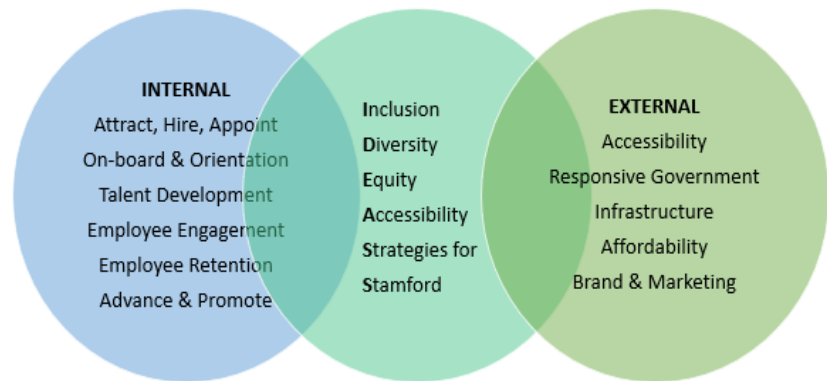 INTERNAL
Attract, Hire, Appoint
On-board & Orientation
Talent Development
Employee Engagement
Employee Retention
Advance & Promote
Inclusion
Diversity
Equity
Accessibility
Strategies for
Stamford
EXTERNAL
Accessibility
Responsive Government
Infrastructure
Affordability
Brand & Marketing